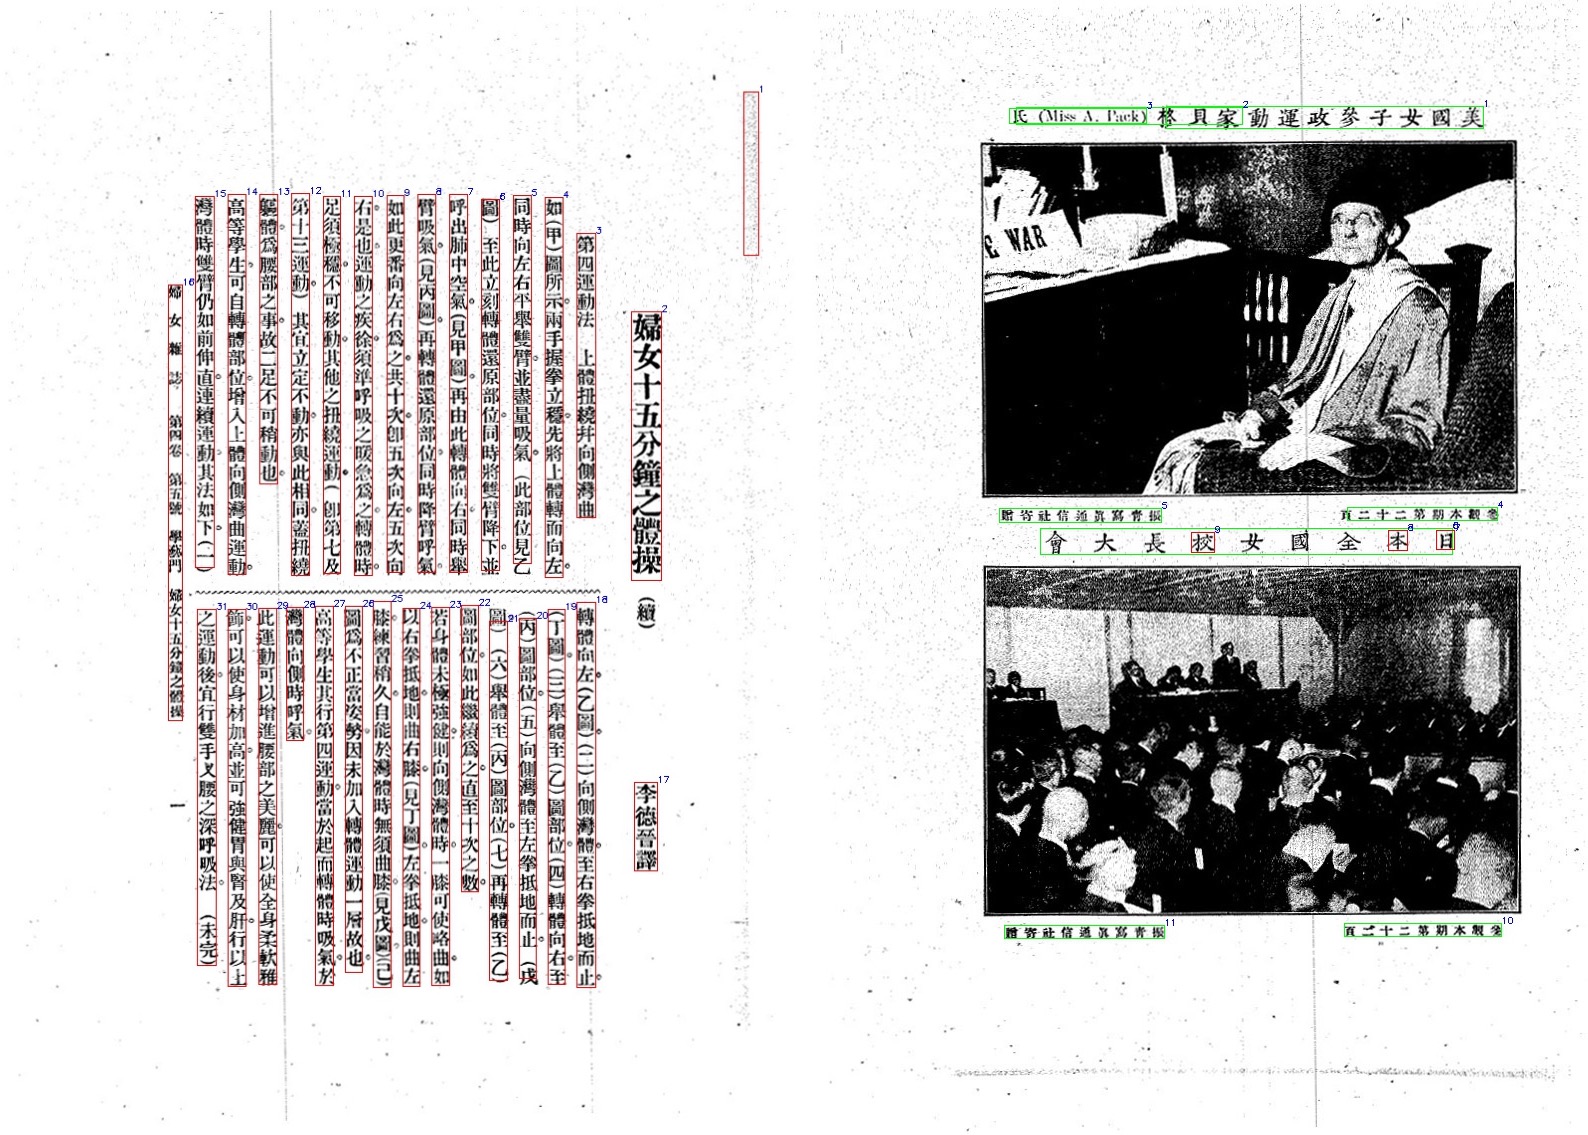 美國女子參政運動家貝格 (Miss A. Pack) 氏
WAR
參觀本期第二十二頁
振青寫眞通信社寄贈
日本全國女校長大會
參觀本期第二十二頁
振青寫眞通信社寄贈
婦女十五分鐘之體操 (續)
李德晉譯
第四運動法 上體扭繞幷向側灣曲
如(甲)圖所示。兩手握拳立穩。先將上體轉而向左。
同時向左右平舉雙臂。並盡量吸氣。(此部位見乙
圖)至此立刻轉體還原部位。同時將雙臂降下。並
呼出肺中空氣。(見甲圖)再由此轉體向右。同時舉
臂吸氣。(見丙圖)再轉體還原部位。同時降臂呼氣。
如此更番向左右爲之。共十次。卽五次向左。五次向
右是也。運動之疾徐。須準呼吸之暖急爲之。轉體時。
足須極穩。不可移動。其他之扭繞運動。(卽第七及
第十三運動)其宜立定不動。亦與此相同。蓋扭繞
軀體爲腰部之事。故二足不可稍動也。
高等學生可自轉體部位。增入上體向側灣曲運動。
灣體時雙臂仍如前伸直。連續運動其法如下。(一)
轉體向左(乙圖)(二)向側灣體。至右拳抵地而止。
(丁圖)(三)舉體至(乙)圖部位。(四)轉體向右。至
(丙)圖部位。(五)向側灣體。至左拳抵地而止。(戊
圖)(六)舉體至(丙)圖部位。(七)再轉體至(乙)
圖部位。如此繼續爲之。直至十次之數。
若身體未極強健。則向側灣體時。一膝可使略曲。如
以右拳抵地。則曲右膝。(見丁圖)左拳抵地。則曲左
膝。練習稍久。自能於灣體時無須曲膝。(見戊圖)(己)
圖爲不正當姿勢。因未加入轉體運動一層故也。
高等學生其行第四運動。當於起而轉體時吸氣。於
灣體向側時呼氣。
此運動可以增進腰部之美麗。可以使全身柔軟雅
飾。可以使身材加高。並可強健胃與腎及肝。行以上
之運動後。宜行雙手叉腰之深呼吸法。 (未完)
婦女雜誌 第四卷 第五號 學藝門 婦女十五分鐘之體操 一